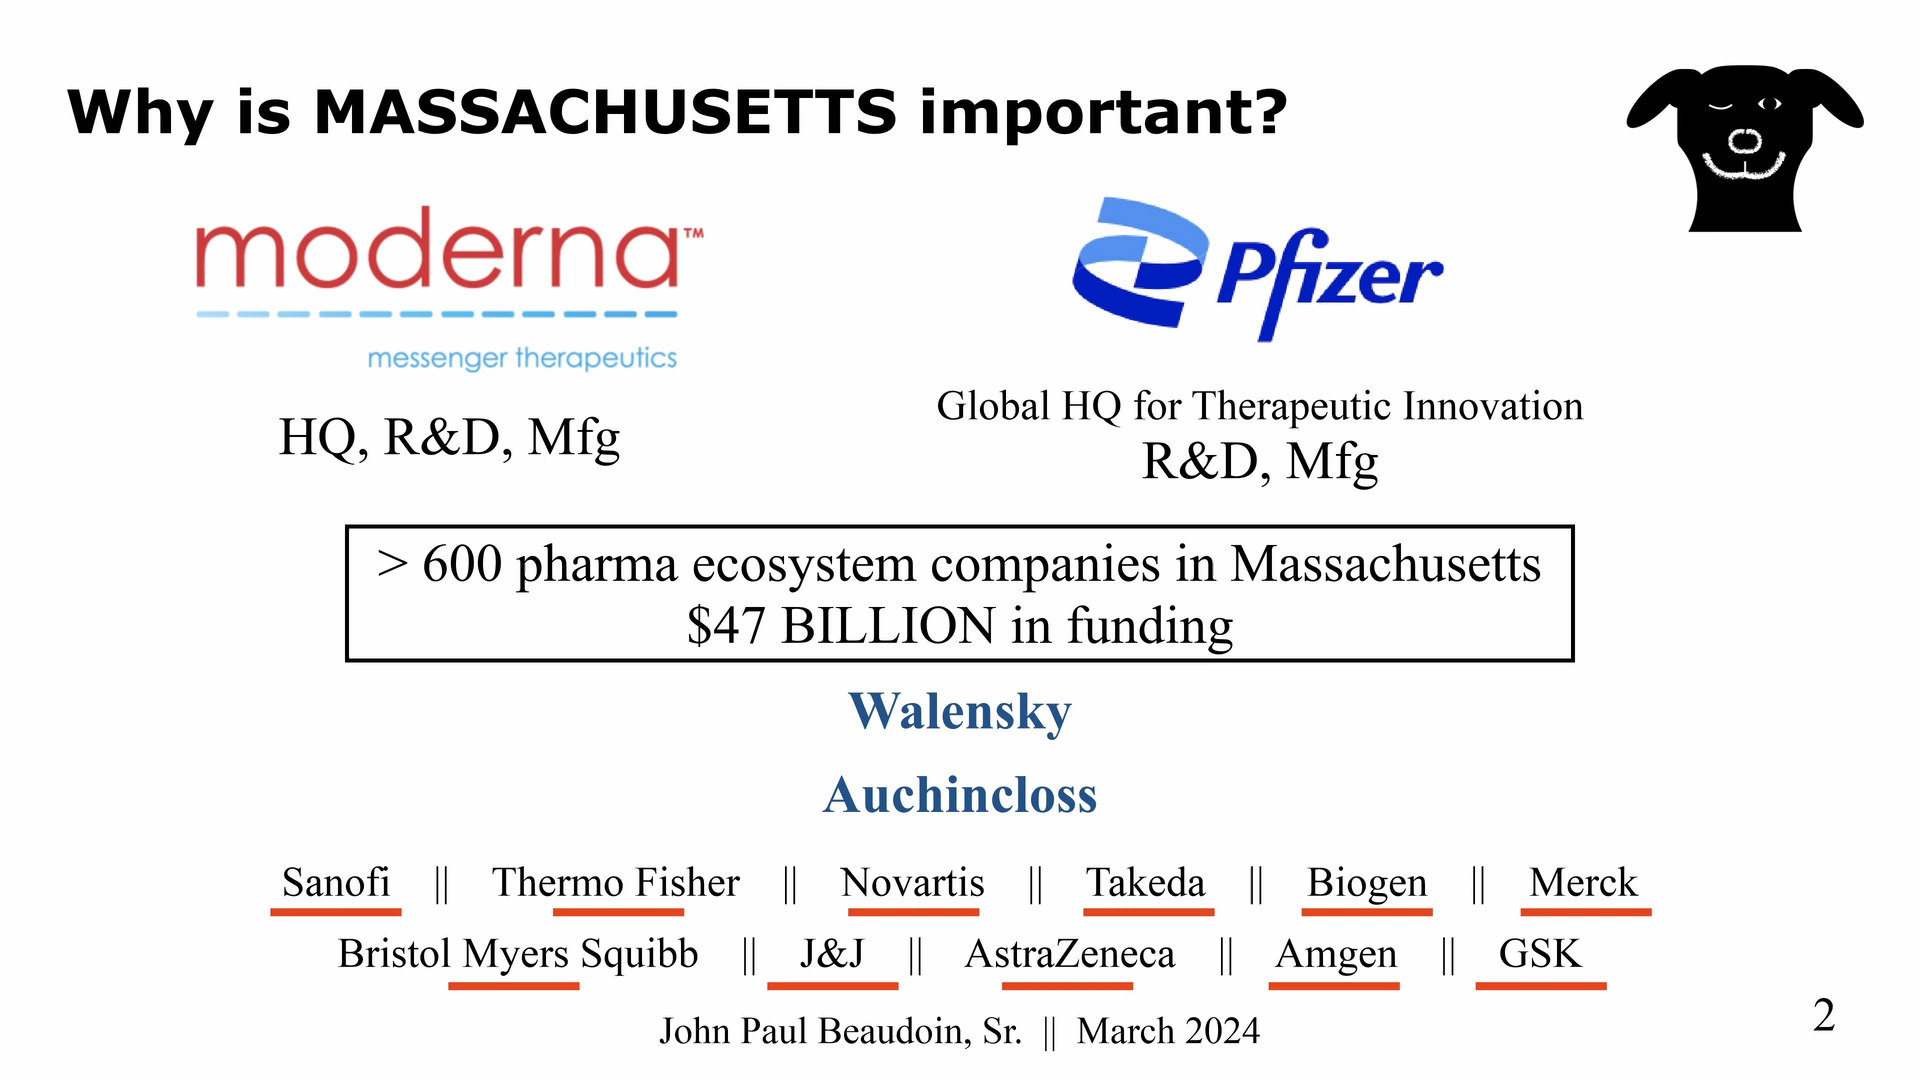 Why is MASSACHUSETTS important?
moderna™
messenger therapeutics
HQ, R&D, Mfg
Pfizer
Global HQ for Therapeutic Innovation
R&D, Mfg
> 600 pharma ecosystem companies in Massachusetts
$47 BILLION in funding
Walensky
Auchincloss
Sanofi || Thermo Fisher || Novartis || Takeda || Biogen || Merck
Bristol Myers Squibb || J&J || AstraZeneca || Amgen || GSK
John Paul Beaudoin, Sr. || March 2024
2